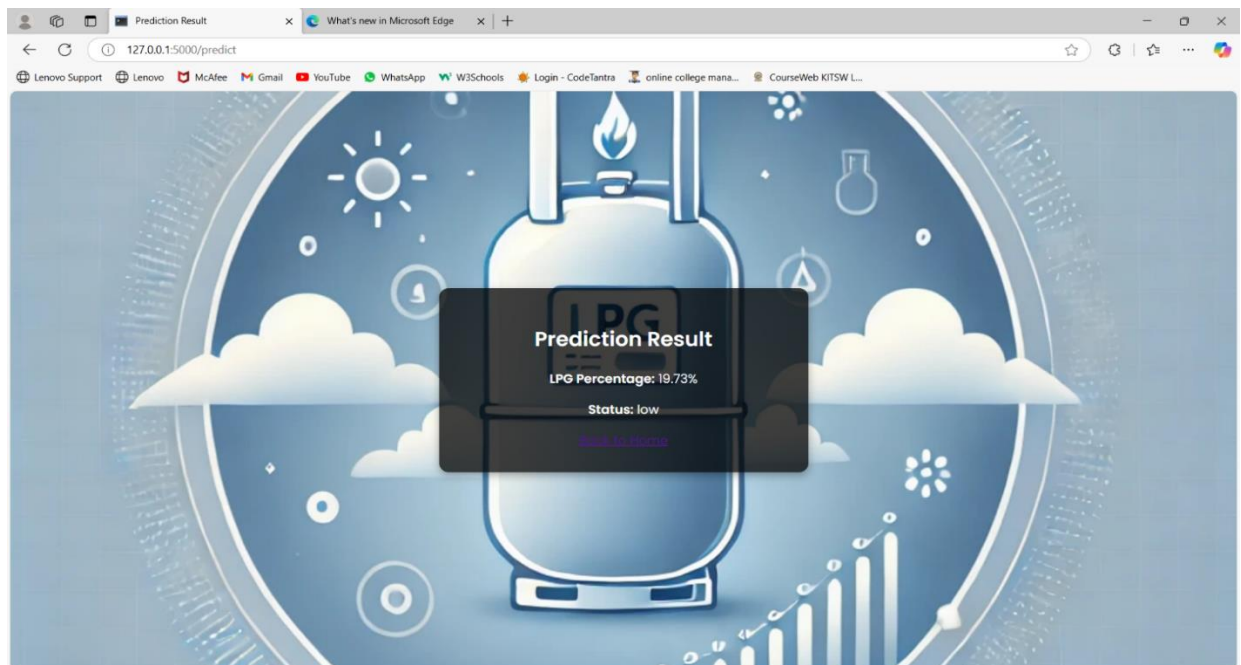 Prediction Result
What's new in Microsoft Edge
127.0.0.1:5000/predict
Lenovo Support Lenovo McAfee Gmail YouTube WhatsApp W3Schools Login - CodeTantra online college mana... CourseWeb KITSW L...
LPG
Prediction Result
LPG Percentage: 19.73%
Status: low
Back to Home